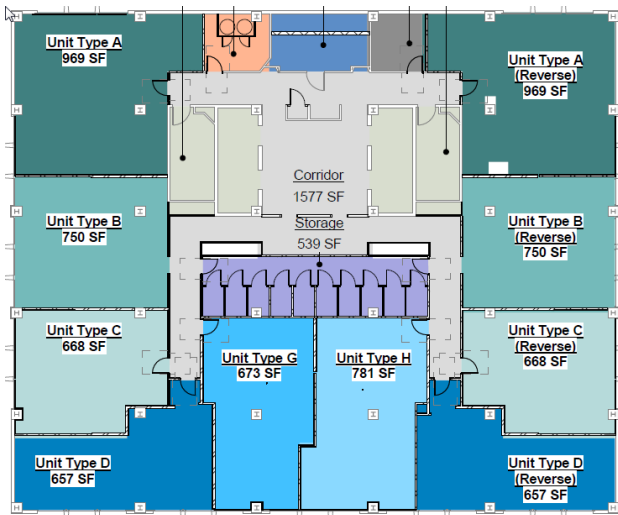 Unit Type A
969 SF
Unit Type A
(Reverse)
969 SF
Corridor
1577 SF
Unit Type B
750 SF
Storage
539 SF
Unit Type B
(Reverse)
750 SF
Unit Type C
668 SF
Unit Type C
(Reverse)
668 SF
Unit Type G
673 SF
Unit Type H
781 SF
Unit Type D
657 SF
Unit Type D
(Reverse)
657 SF